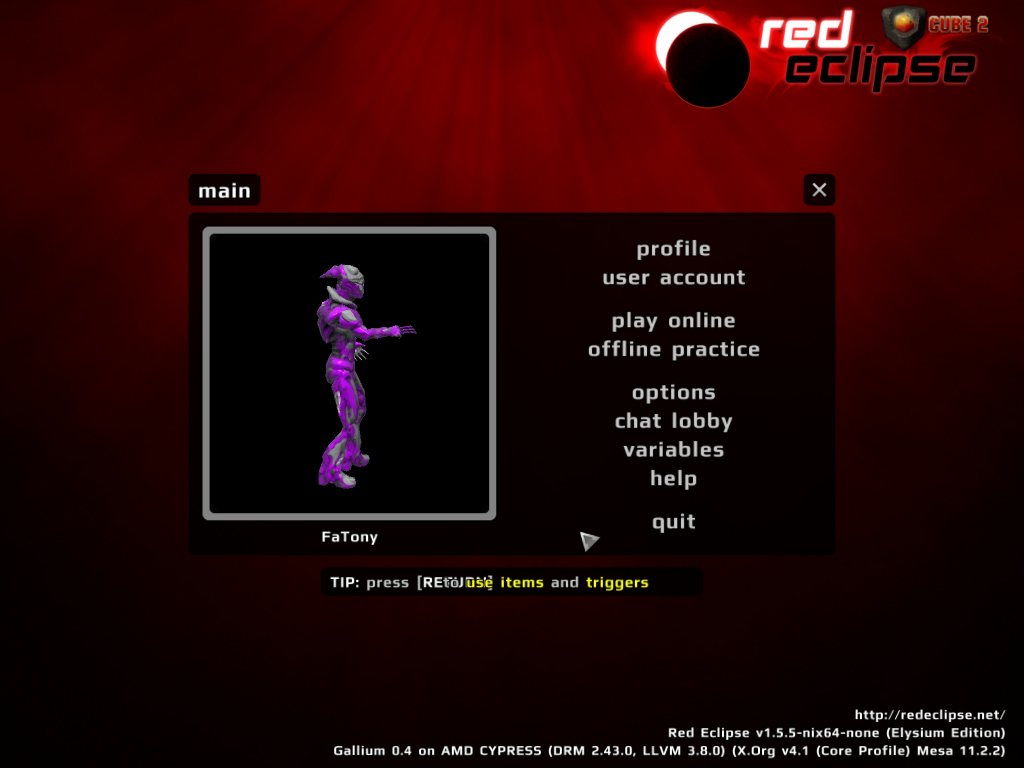 red CUBE 2
eclipse
main
profile
user account
play online
offline practice
options
chat lobby
variables
help
quit
FaTony
TIP: press use items and triggers
http://redeclipse.net/
Red Eclipse v1.5.5-nix64-none (Elysium Edition)
Gallium 0.4 on AMD CYPRESS (DRM 2.43.0, LLVM 3.8.0) (X.Org v4.1 (Core Profile) Mesa 11.2.2)